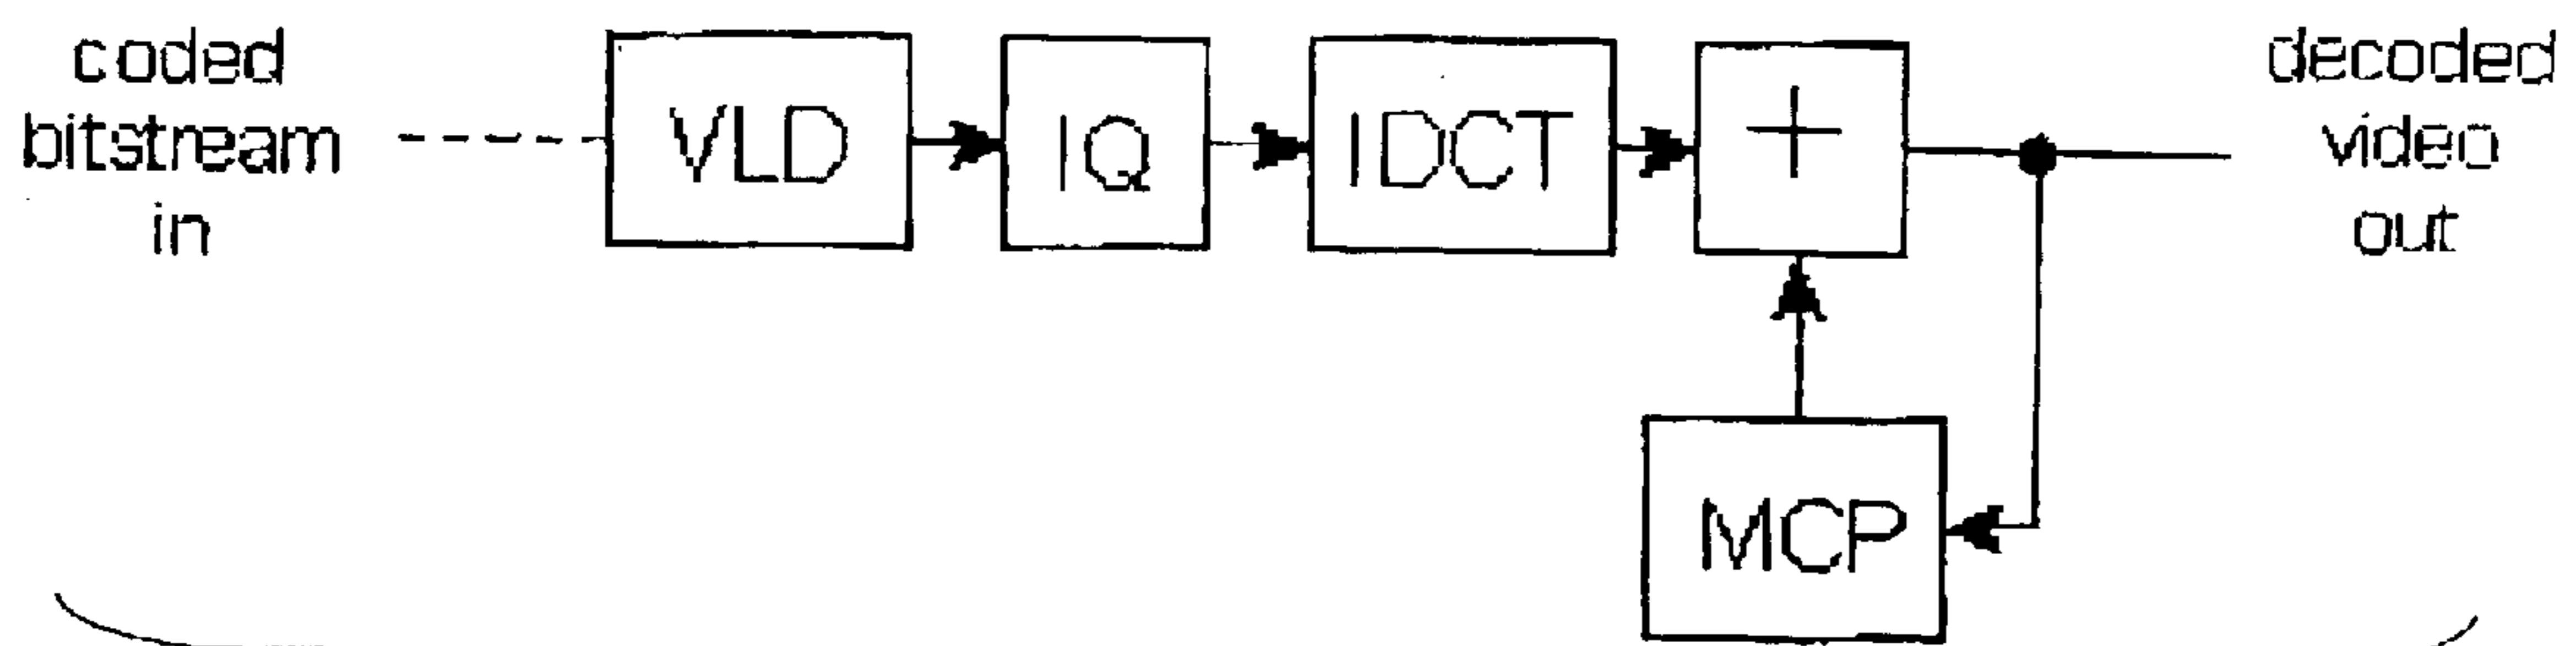 coded
bitstream
in
VLD
IQ
IDCT
+
MCP
decoded
video
out